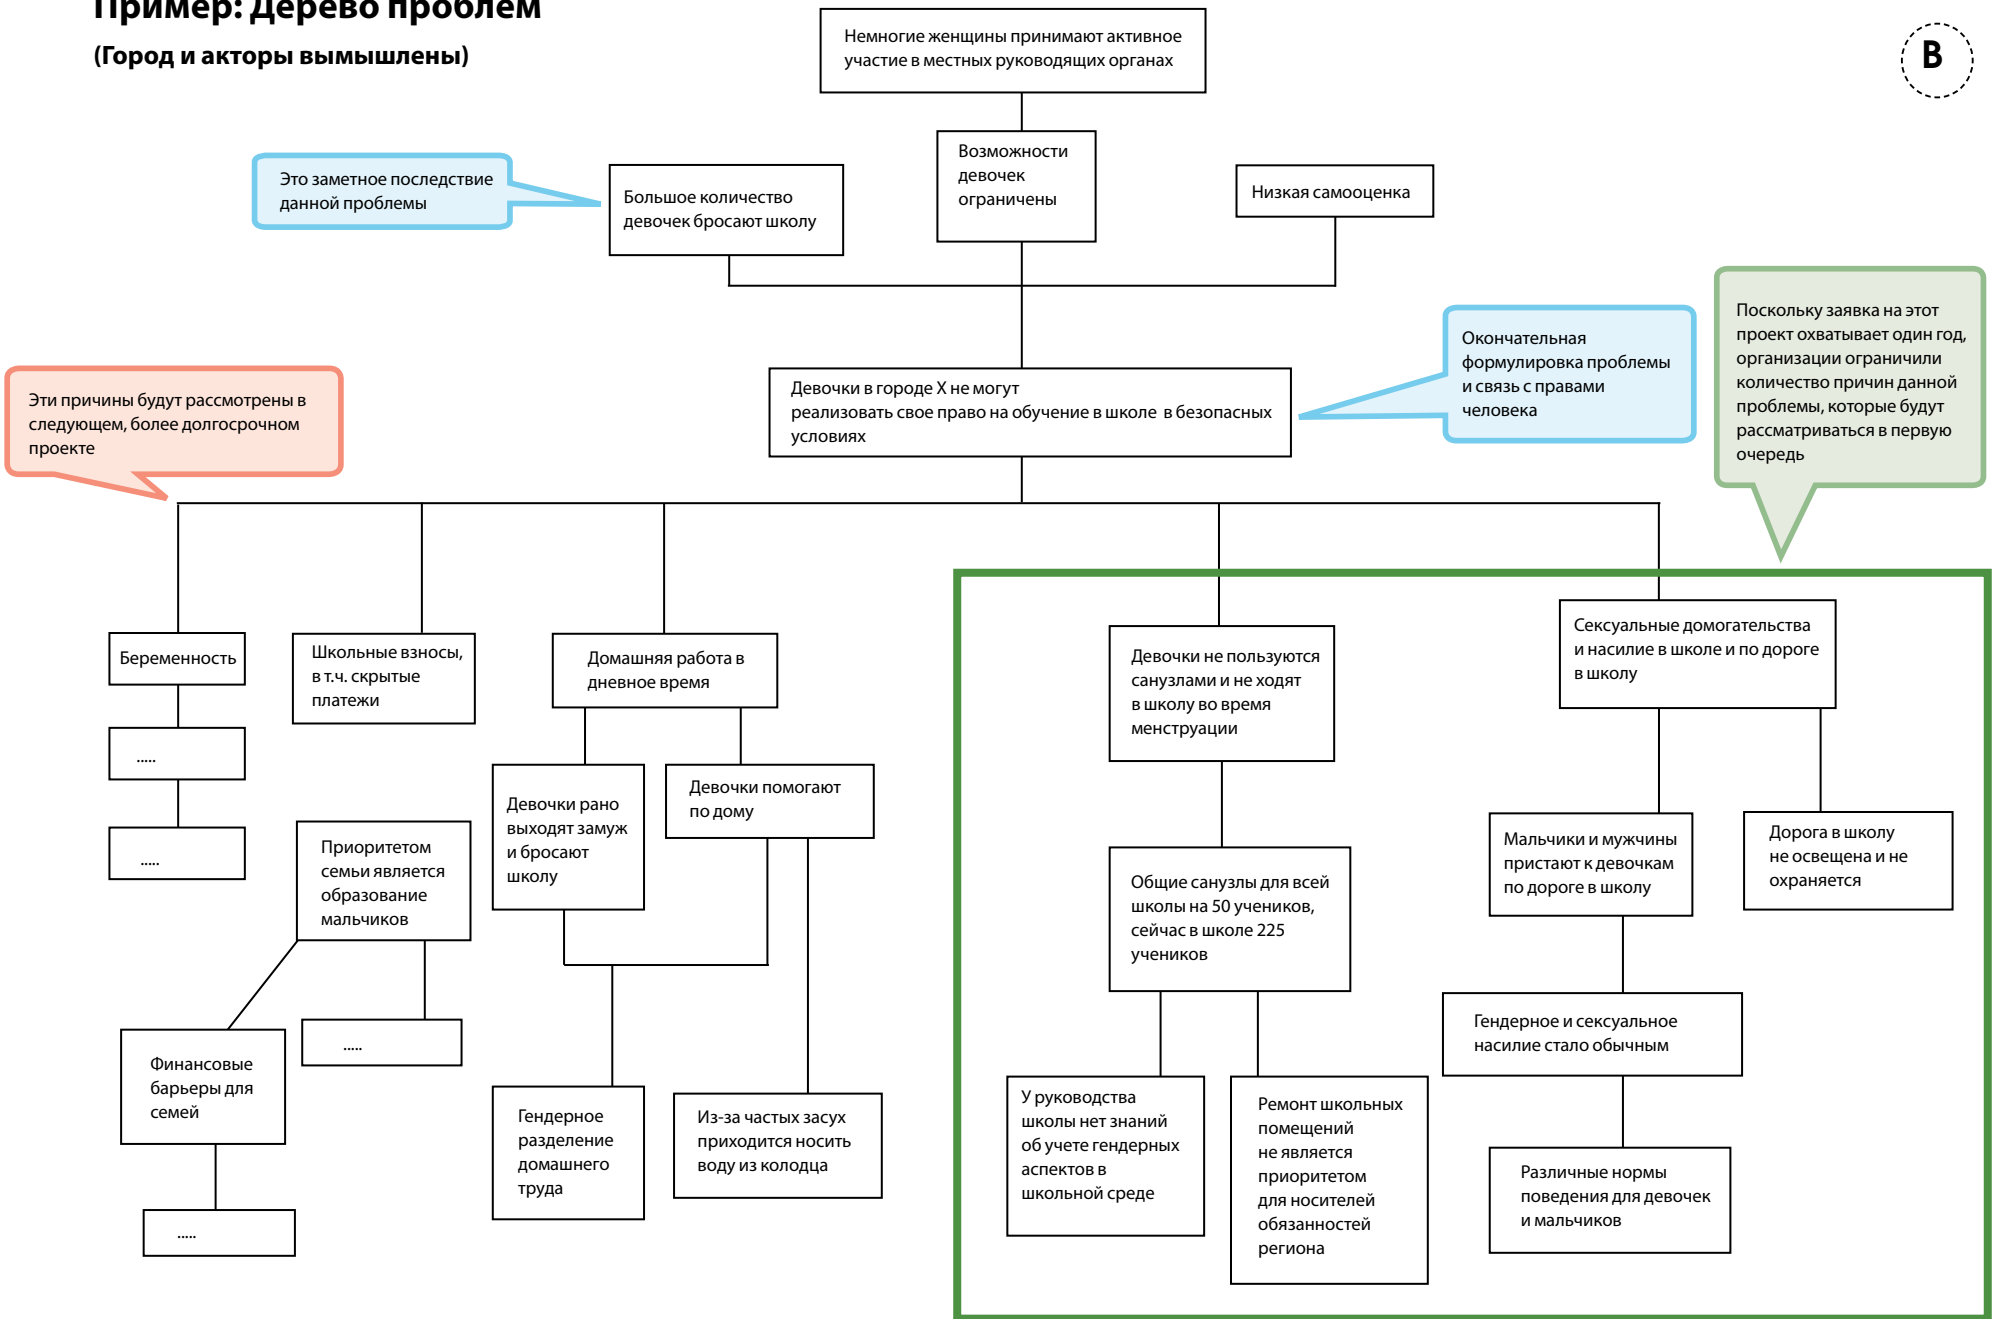 Пример: Дерево проблем
(Город и акторы вымышлены)
B
Немногие женщины принимают активное
участие в местных руководящих органах
Это заметное последствие
данной проблемы
Большое количество
девочек бросают школу
Возможности
девочек
ограничены
Низкая самооценка
Эти причины будут рассмотрены в
следующем, более долгосрочном
проекте
Девочки в городе X не могут
реализовать свое право на обучение в школе в безопасных
условиях
Окончательная
формулировка проблемы
и связь с правами
человека
Поскольку заявка на этот
проект охватывает один год,
организации ограничили
количество причин данной
проблемы, которые будут
рассматриваться в первую
очередь
Беременность
.....
.....
Школьные взносы,
в т.ч. скрытые
платежи
Приоритетом
семьи является
образование
мальчиков
Финансовые
барьеры для
семей
.....
.....
Домашняя работа в
дневное время
Девочки рано
выходят замуж
и бросают
школу
Девочки помогают
по дому
Гендерное
разделение
домашнего
труда
Из-за частых засух
приходится носить
воду из колодца
Девочки не пользуются
санузлами и не ходят
в школу во время
менструации
Общие санузлы для всей
школы на 50 учеников,
сейчас в школе 225
учеников
У руководства
школы нет знаний
об учете гендерных
аспектов в
школьной среде
Ремонт школьных
помещений
не является
приоритетом
для носителей
обязанностей
региона
Сексуальные домогательства
и насилие в школе и по дороге
в школу
Мальчики и мужчины
пристают к девочкам
по дороге в школу
Дорога в школу
не освещена и не
охраняется
Гендерное и сексуальное
насилие стало обычным
Различные нормы
поведения для девочек
и мальчиков